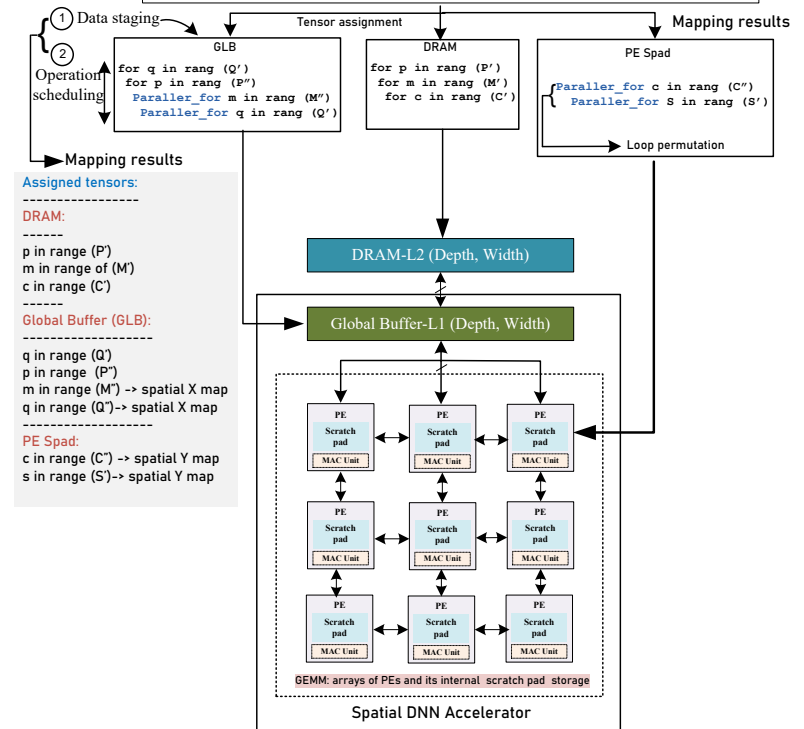 1 Data staging
2
Operation
scheduling
Tensor assignment
Mapping results
GLB
for q in rang (Q’)
for p in rang (P”)
Paraller_for m in rang (M”)
Paraller_for q in rang (Q’)
DRAM
for p in rang (P’)
for m in rang (M’)
for c in rang (C’)
PE Spad
Paraller_for c in rang (C”)
Paraller_for S in rang (S’)
Loop permutation
Mapping results
Assigned tensors:
-----------------
DRAM:
------
p in range (P’)
m in range of (M’)
c in range (C’)
------
Global Buffer (GLB):
-------------------
q in range (Q’)
p in range (P”)
m in range (M”) -> spatial X map
q in range (Q”)-> spatial X map
-------------------
PE Spad:
c in range (C”) -> spatial Y map
s in range (S’)-> spatial Y map
DRAM-L2 (Depth, Width)
Global Buffer-L1 (Depth, Width)
PE
Scratch
pad
MAC Unit
PE
Scratch
pad
MAC Unit
PE
Scratch
pad
MAC Unit
PE
Scratch
pad
MAC Unit
PE
Scratch
pad
MAC Unit
PE
Scratch
pad
MAC Unit
PE
Scratch
pad
MAC Unit
PE
Scratch
pad
MAC Unit
PE
Scratch
pad
MAC Unit
GEMM: arrays of PEs and its internal scratch pad storage
Spatial DNN Accelerator